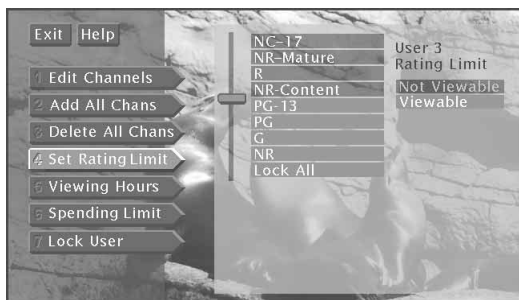 Exit Help
1 Edit Channels
2 Add All Chans
3 Delete All Chans
4 Set Rating Limit
5 Viewing Hours
6 Spending Limit
7 Lock User
NC-17
NR-Mature
R
NR-Content
PG-13
PG
G
NR
Lock All
User 3
Rating Limit
Not Viewable
Viewable